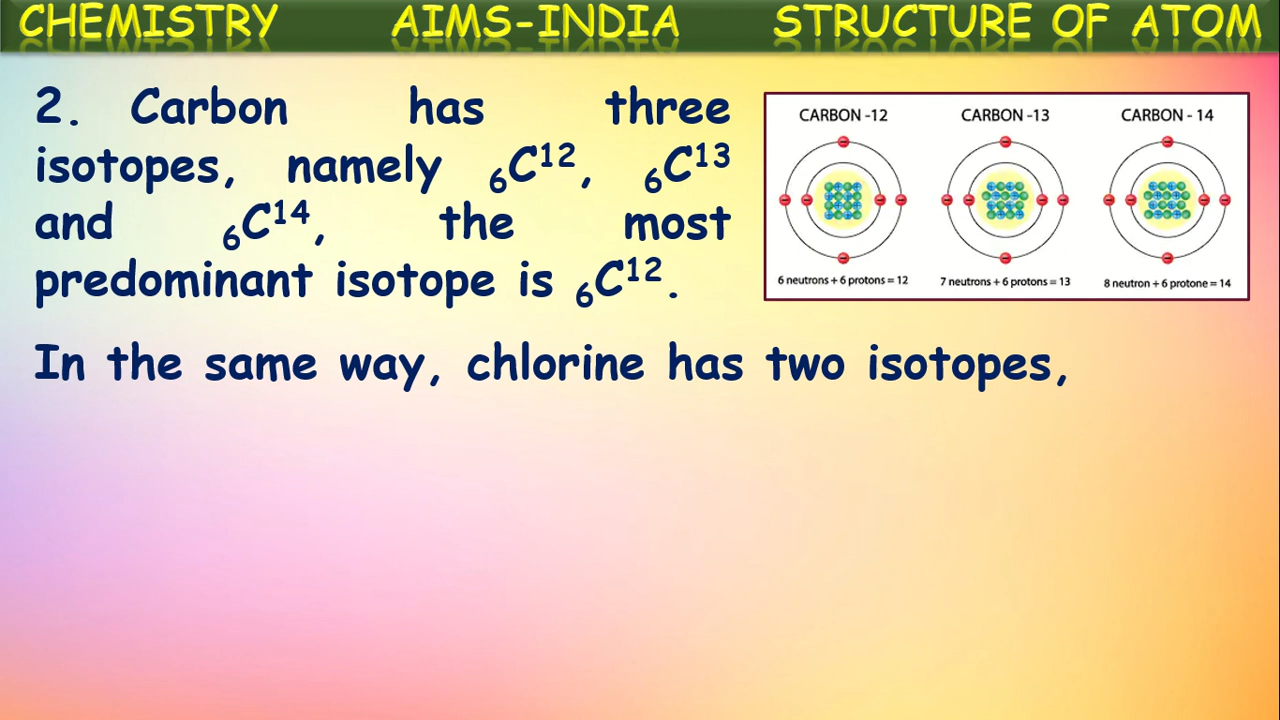 CHEMISTRY AIMS-INDIA STRUCTURE OF ATOM
2. Carbon has three
isotopes, namely ₆C¹², ₆C¹³
and ₆C¹⁴, the most
predominant isotope is ₆C¹².
CARBON -12 CARBON -13 CARBON - 14
6 neutrons + 6 protons = 12 7 neutrons + 6 protons = 13 8 neutron + 6 protone = 14
In the same way, chlorine has two isotopes,